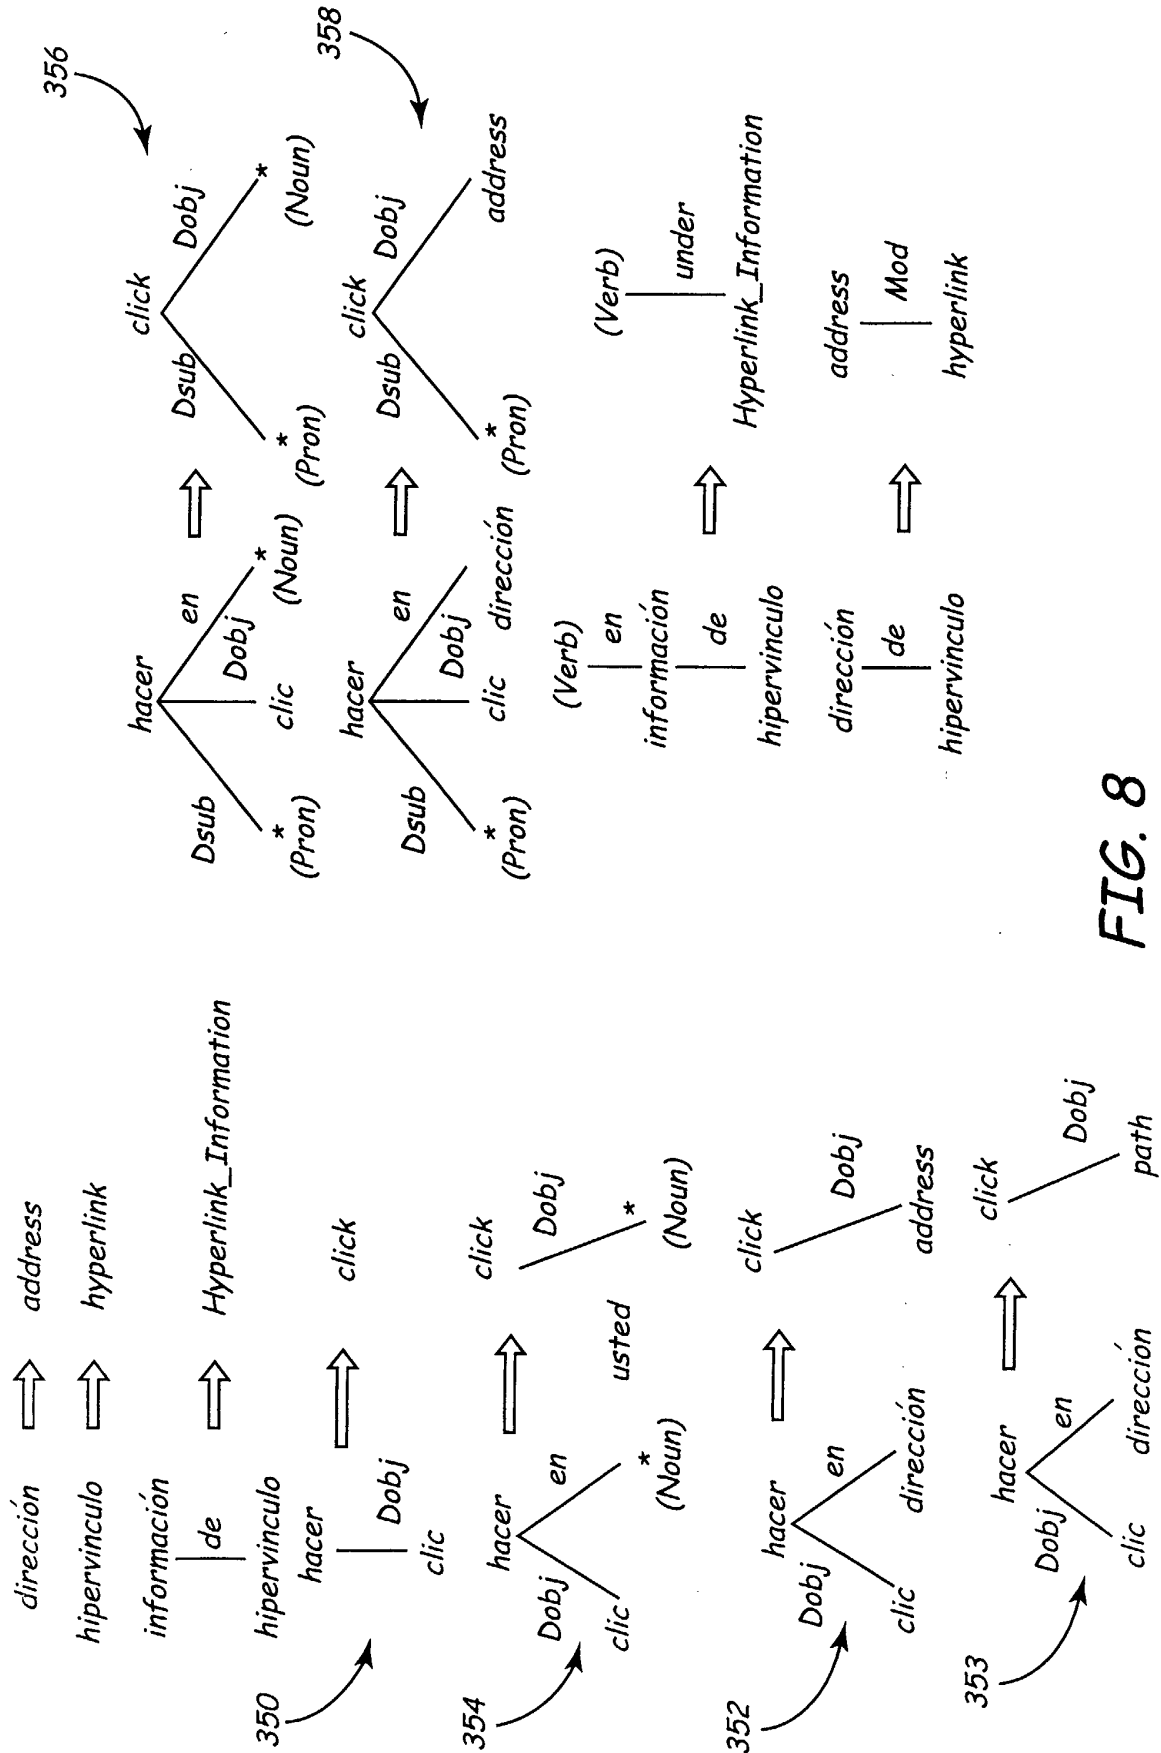 dirección address
hipervinculo hyperlink
información
de Hyperlink_Information
hipervinculo
350
hacer click
Dobj
clic
354
hacer click
Dobj en Dobj
clic * (Noun) usted * (Noun)
352
hacer click
Dobj en Dobj
clic dirección address
353
hacer click
Dobj en Dobj
clic dirección path
356
hacer click
Dsub en Dsub Dobj
Dobj
* (Pron) clic * (Noun) * (Pron) * (Noun)
358
hacer click
Dsub en Dsub Dobj
Dobj
* (Pron) clic dirección * (Pron) address
(Verb) (Verb)
en under
información
de Hyperlink_Information
hipervinculo
dirección address
de Mod
hipervinculo hyperlink
FIG. 8